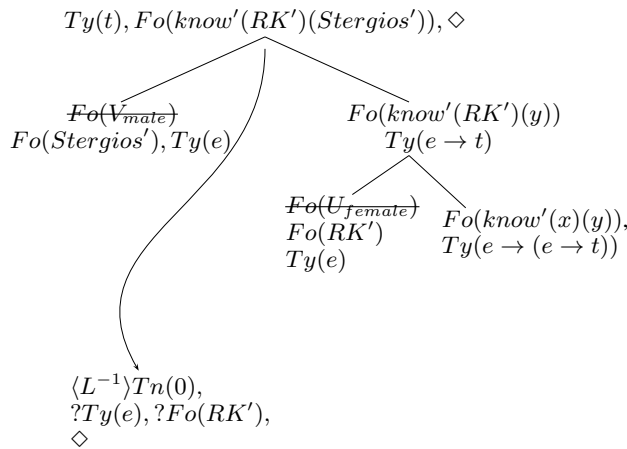 Ty(t), Fo(know′(RK′)(Stergios′)), ◇
Fo(V_male)
Fo(Stergios′), Ty(e)
Fo(know′(RK′)(y))
Ty(e → t)
Fo(U_female)
Fo(RK′)
Ty(e)
Fo(know′(x)(y)),
Ty(e → (e → t))
⟨L⁻¹⟩Tn(0),
?Ty(e), ?Fo(RK′),
◇